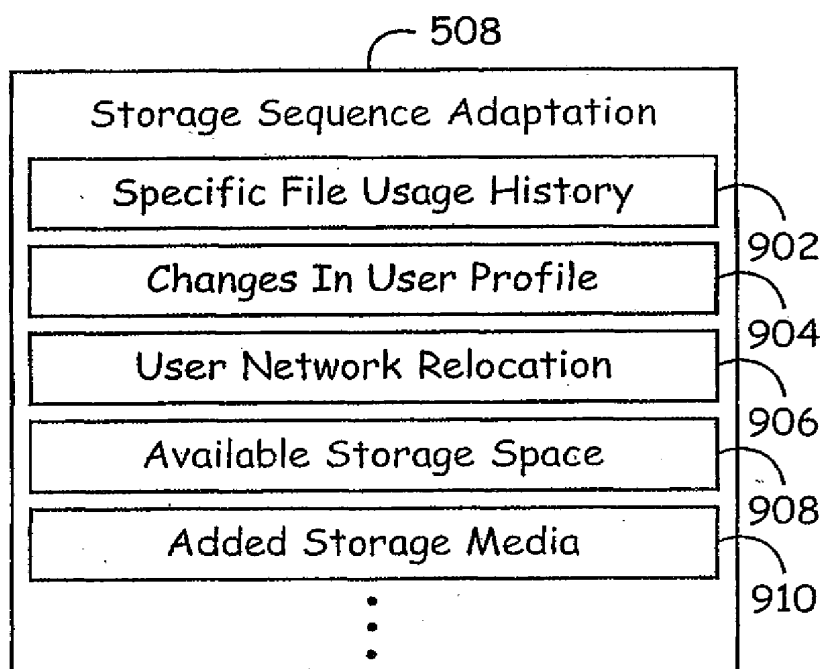 508
Storage Sequence Adaptation
Specific File Usage History
902
Changes In User Profile
904
User Network Relocation
906
Available Storage Space
908
Added Storage Media
910